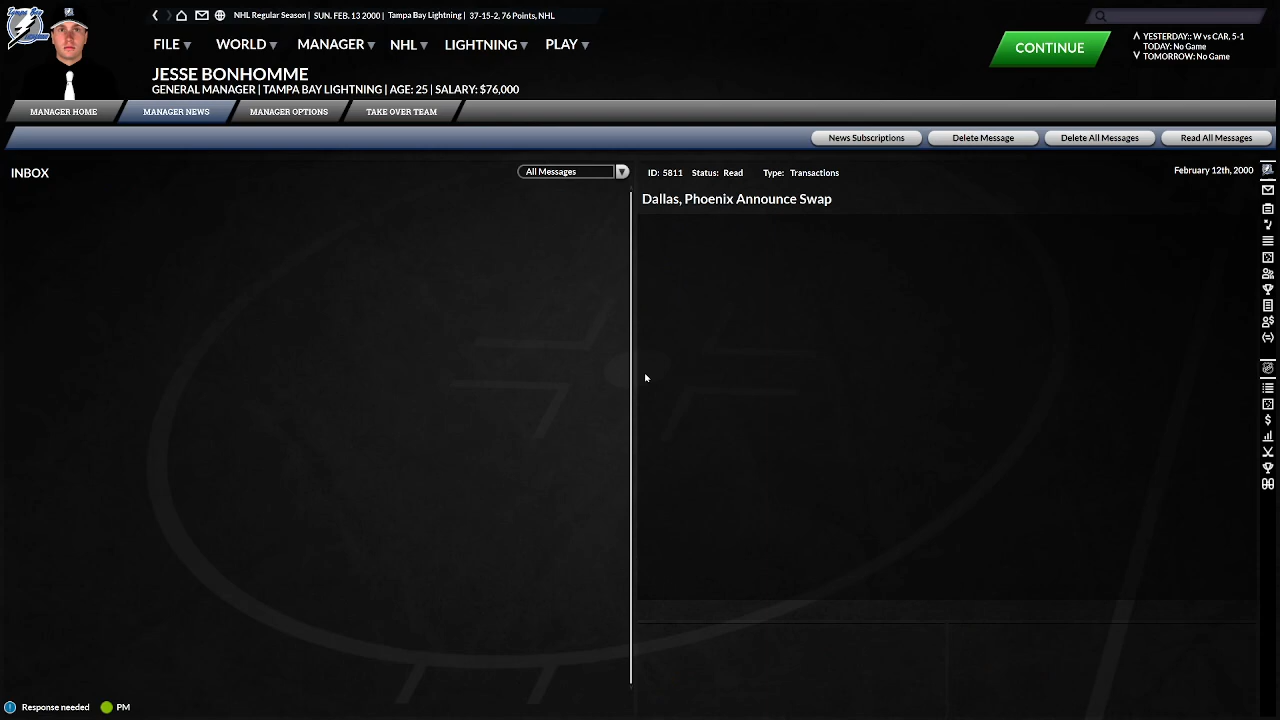 NHL Regular Season | SUN. FEB. 13 2000 | Tampa Bay Lightning | 37-15-2, 76 Points, NHL
Tampa Bay
FILE WORLD MANAGER NHL LIGHTNING PLAY
CONTINUE
YESTERDAY: W vs CAR, 5-1
TODAY: No Game
TOMORROW: No Game
JESSE BONHOMME
GENERAL MANAGER | TAMPA BAY LIGHTNING | AGE: 25 | SALARY: $76,000
MANAGER HOME MANAGER NEWS MANAGER OPTIONS TAKE OVER TEAM
News Subscriptions Delete Message Delete All Messages Read All Messages
INBOX
All Messages
ID: 5811 Status: Read Type: Transactions
February 12th, 2000
Dallas, Phoenix Announce Swap
Response needed PM